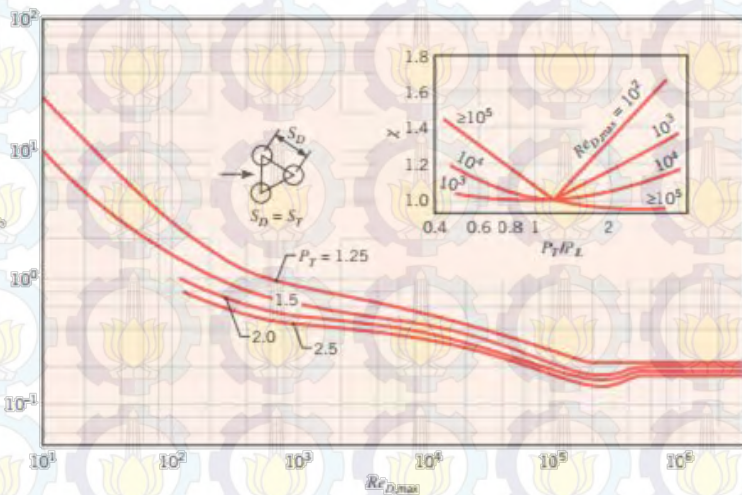 10²
10¹
10⁰
10⁻¹
10¹ 10² 10³ 10⁴ 10⁵ 10⁶
Re_D,max
S_D
S_D = S_T
P_T = 1.25
1.5
2.0
2.5
1.8
1.6
1.4
1.2
1.0
χ
0.4 0.6 0.8 1 2
P_T/P_L
≥10⁵
10⁴
10³
Re_D,max = 10²
10³
10⁴
≥10⁵